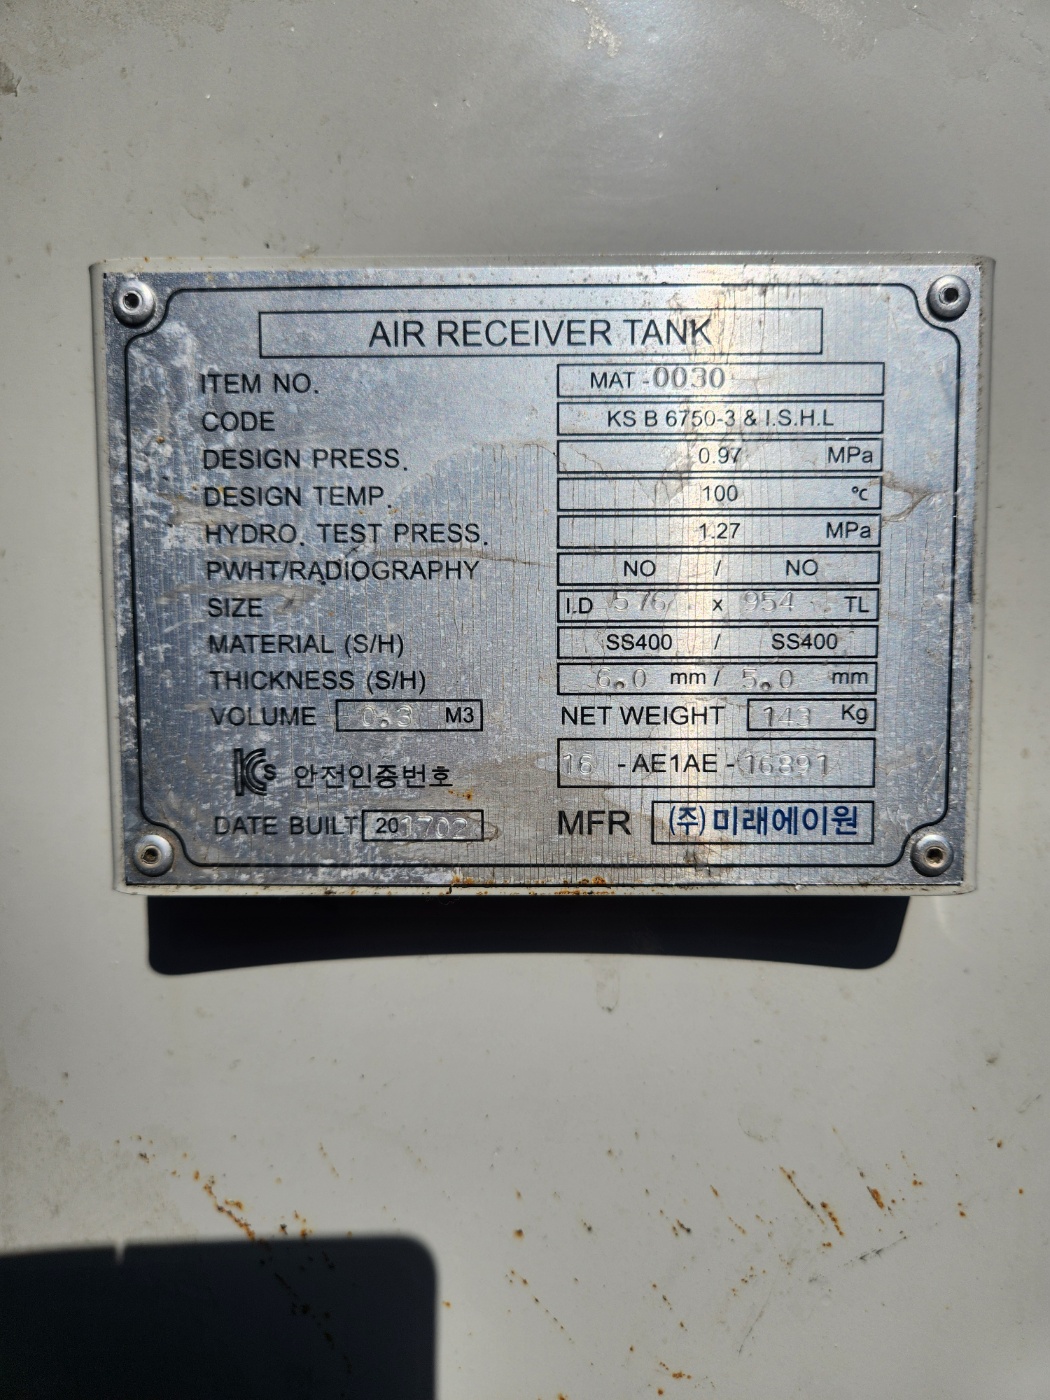 AIR RECEIVER TANK
ITEM NO. MAT - 0030
CODE KS B 6750-3 & I.S.H.L
DESIGN PRESS. 0.97 MPa
DESIGN TEMP. 100 ℃
HYDRO. TEST PRESS. 1.27 MPa
PWHT/RADIOGRAPHY NO / NO
SIZE I.D 576 x 954 TL
MATERIAL (S/H) SS400 / SS400
THICKNESS (S/H) 6.0 mm / 5.0 mm
VOLUME 0.3 M3 NET WEIGHT 143 Kg
KCs 안전인증번호 16 - AE1AE - 16891
DATE BUILT 201702 MFR (주)미래에이원